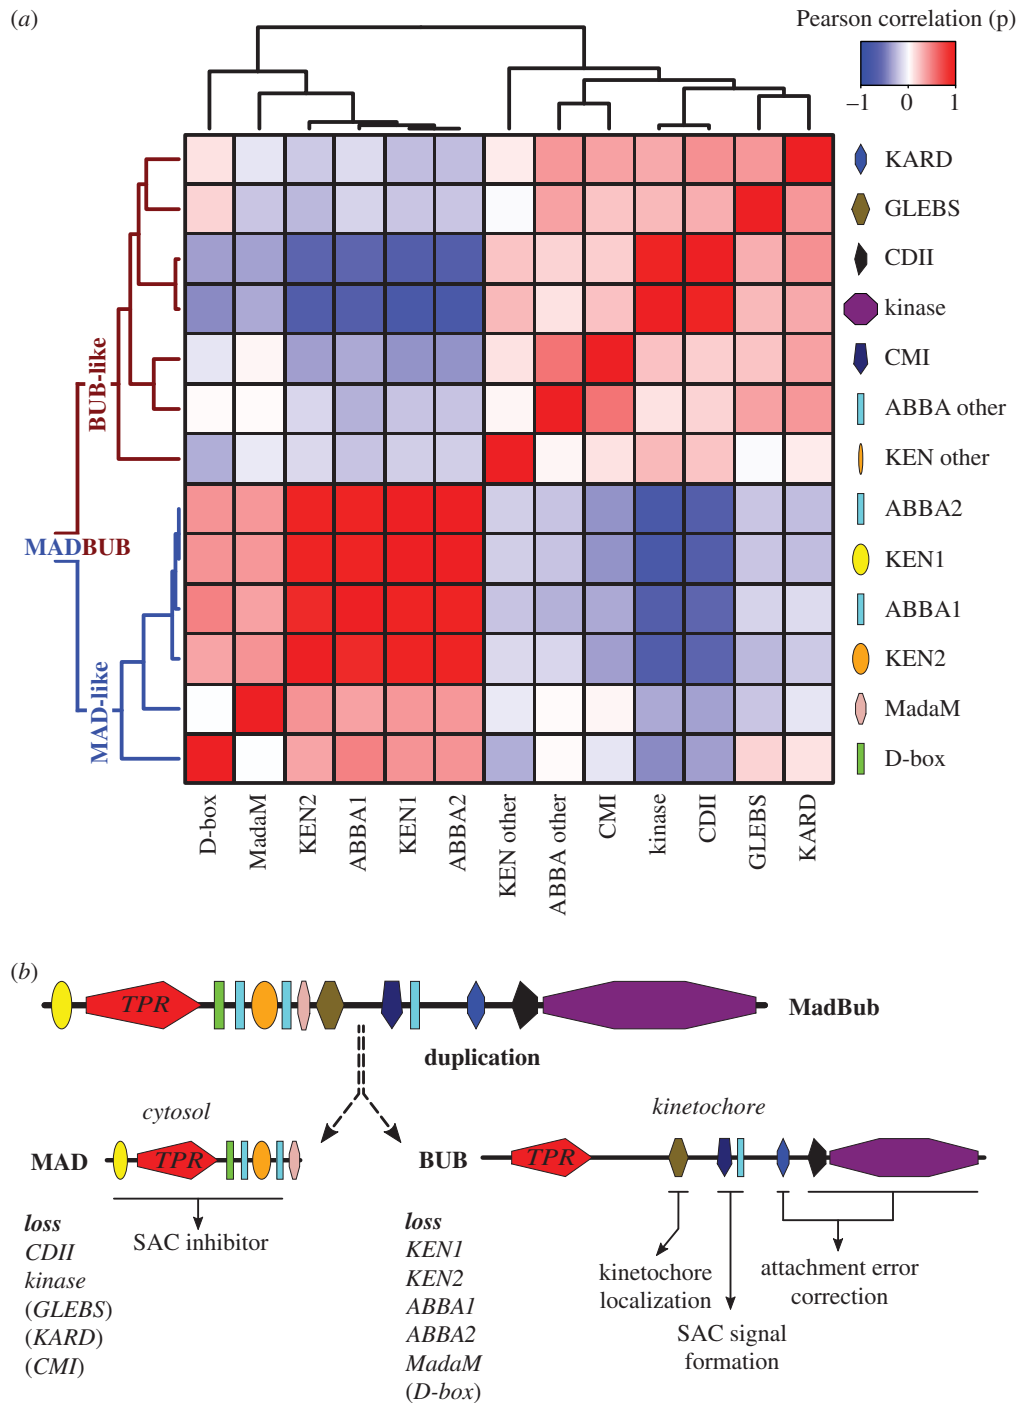 (a)
Pearson correlation (p)
–1 0 1
KARD
GLEBS
CDII
kinase
CMI
ABBA other
KEN other
ABBA2
KEN1
ABBA1
KEN2
MadaM
D-box
BUB-like
MADBUB
MAD-like
D-box
MadaM
KEN2
ABBA1
KEN1
ABBA2
KEN other
ABBA other
CMI
kinase
CDII
GLEBS
KARD
(b)
TPR
MadBub
duplication
cytosol
kinetochore
MAD
TPR
BUB
TPR
loss
CDII
kinase
(GLEBS)
(KARD)
(CMI)
SAC inhibitor
loss
KEN1
KEN2
ABBA1
ABBA2
MadaM
(D-box)
kinetochore
localization
SAC signal
formation
attachment error
correction